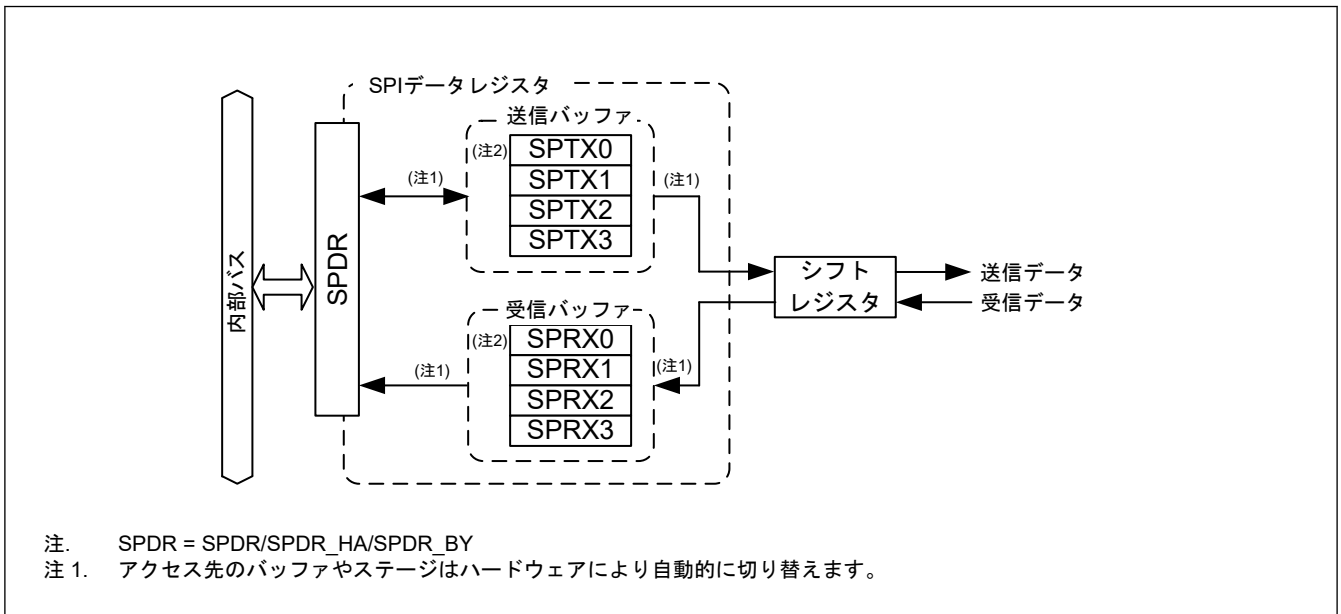 SPIデータレジスタ
送信バッファ
(注2) SPTX0
SPTX1
SPTX2
SPTX3
(注1)
(注1)
内部バス
SPDR
シフト
レジスタ
送信データ
受信データ
受信バッファ
(注2) SPRX0
SPRX1
SPRX2
SPRX3
(注1)
(注1)
注. SPDR = SPDR/SPDR_HA/SPDR_BY
注 1. アクセス先のバッファやステージはハードウェアにより自動的に切り替えます。